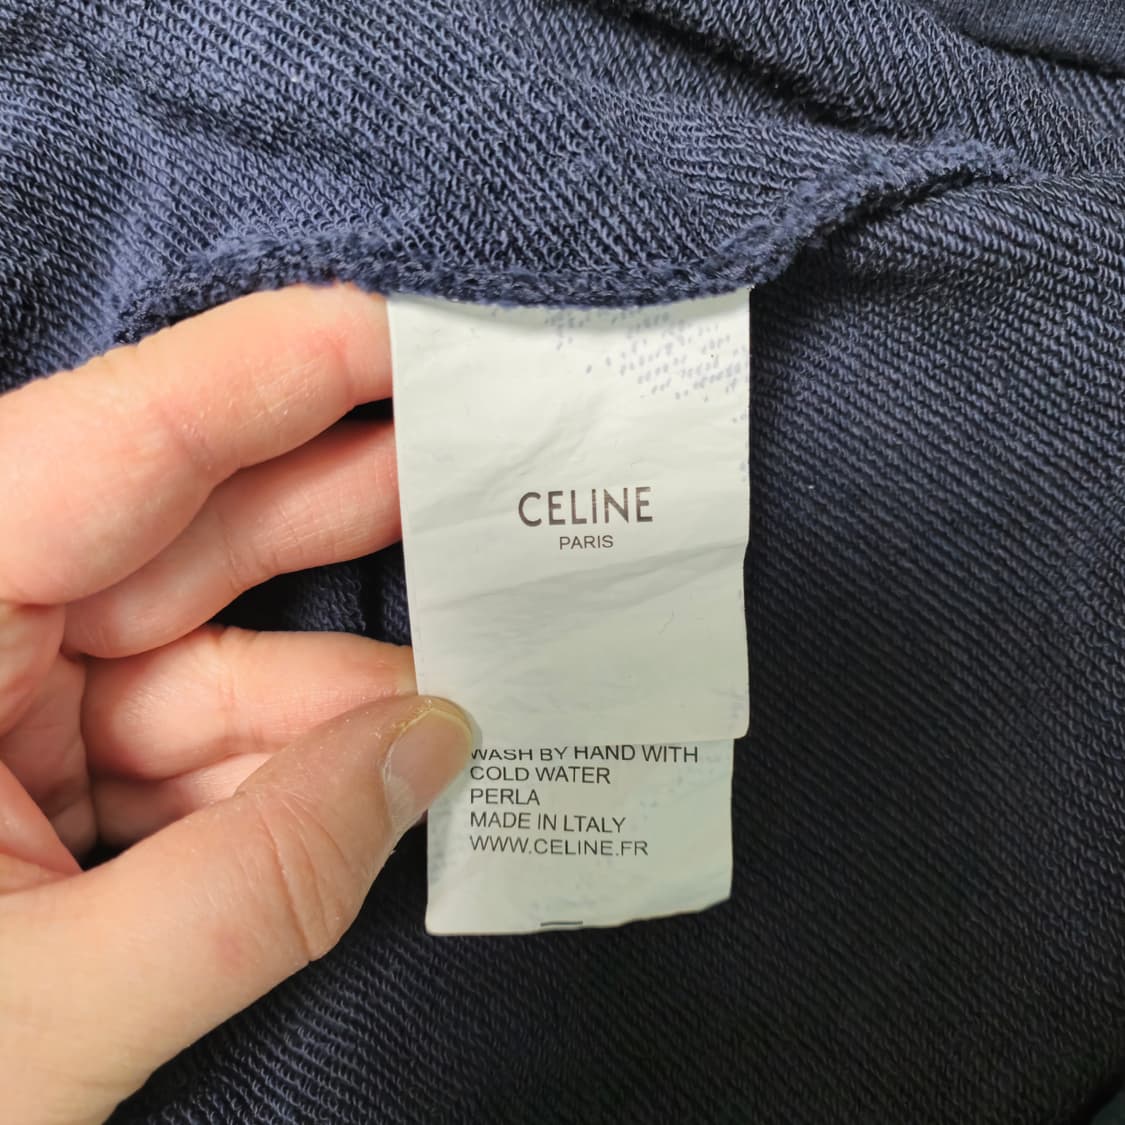 CELINE
PARIS
WASH BY HAND WITH
COLD WATER
PERLA
MADE IN LTALY
WWW.CELINE.FR